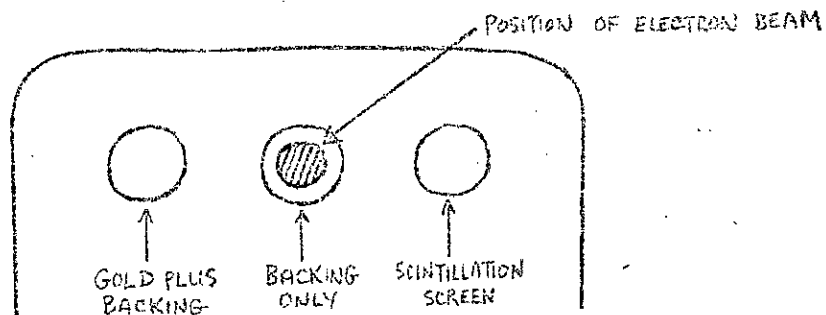 POSITION OF ELECTRON BEAM
GOLD PLUS
BACKING
BACKING
ONLY
SCINTILLATION
SCREEN